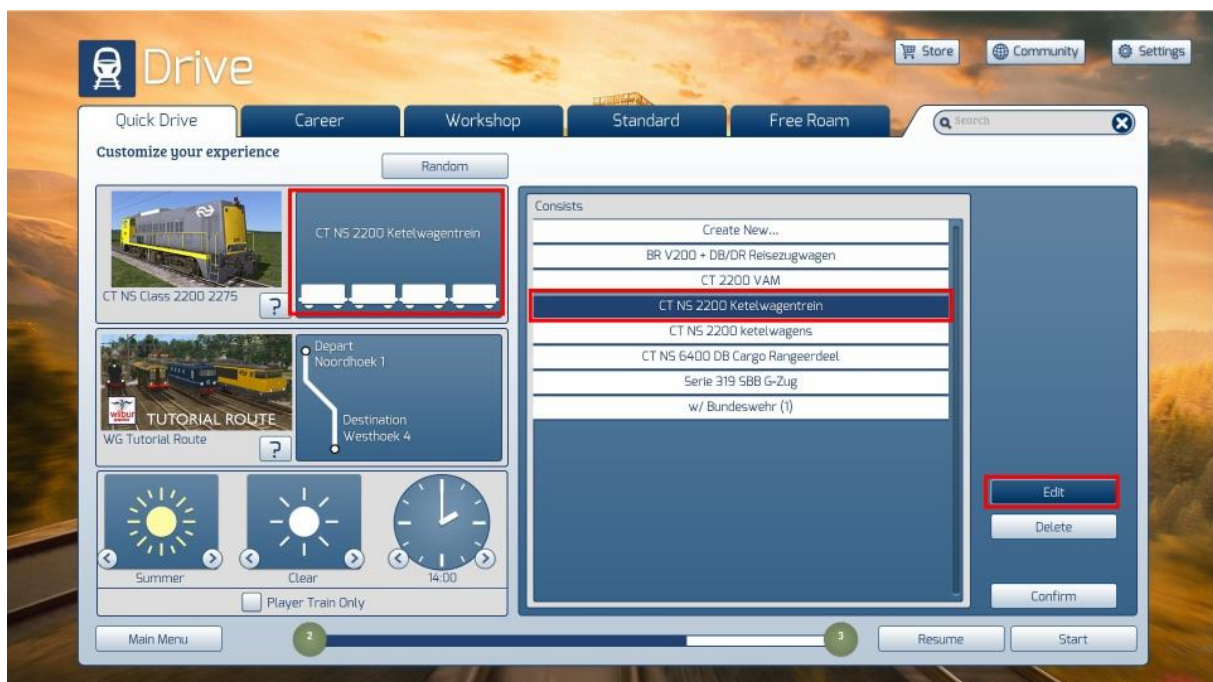 Drive
Store
Community
Settings
Quick Drive
Career
Workshop
Standard
Free Roam
Search
Customize your experience
Random
CT NS 2200 Ketelwagentrein
CT NS Class 2200 2275
?
Depart
Noordhoek 1
Destination
Westhoek 4
TUTORIAL ROUTE
WG Tutorial Route
?
Summer
Clear
14:00
Player Train Only
Consists
Create New...
BR V200 + DB/DR Reisezugwagen
CT 2200 VAM
CT NS 2200 Ketelwagentrein
CT NS 2200 ketelwagens
CT NS 6400 DB Cargo Rangeerdeel
Serie 319 SBB G-Zug
w/ Bundeswehr (1)
Edit
Delete
Confirm
Main Menu
2
3
Resume
Start